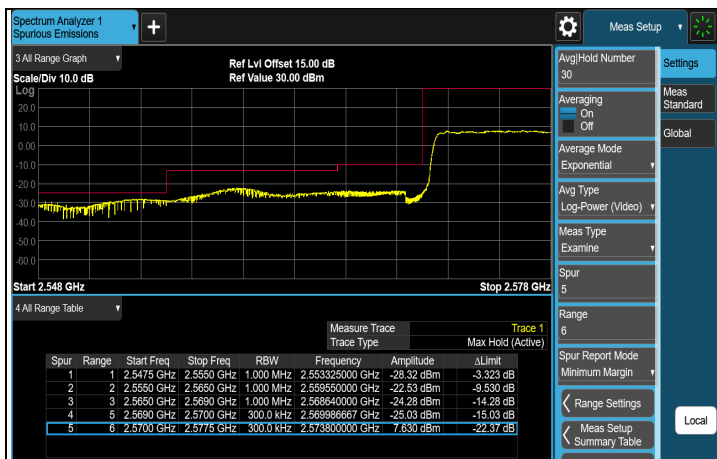 Spectrum Analyzer 1
Spurious Emissions
Meas Setup
3 All Range Graph
Scale/Div 10.0 dB
Ref Lvl Offset 15.00 dB
Ref Value 30.00 dBm
Log
20.0
10.0
0.00
-10.0
-20.0
-30.0
-40.0
-50.0
-60.0
Start 2.548 GHz
Stop 2.578 GHz
4 All Range Table
Measure Trace Trace 1
Trace Type Max Hold (Active)
Spur Range Start Freq Stop Freq RBW Frequency Amplitude ΔLimit
1 1 2.5475 GHz 2.5550 GHz 1.000 MHz 2.553325000 GHz -28.32 dBm -3.323 dB
2 2 2.5550 GHz 2.5650 GHz 1.000 MHz 2.559550000 GHz -22.53 dBm -9.530 dB
3 3 2.5650 GHz 2.5690 GHz 1.000 MHz 2.568640000 GHz -24.28 dBm -14.28 dB
4 5 2.5690 GHz 2.5700 GHz 300.0 kHz 2.569986667 GHz -25.03 dBm -15.03 dB
5 6 2.5700 GHz 2.5775 GHz 300.0 kHz 2.573800000 GHz 7.630 dBm -22.37 dB
Avg|Hold Number
30
Averaging
On
Off
Average Mode
Exponential
Avg Type
Log-Power (Video)
Meas Type
Examine
Spur
5
Range
6
Spur Report Mode
Minimum Margin
Range Settings
Meas Setup
Summary Table
Settings
Meas
Standard
Global
Local